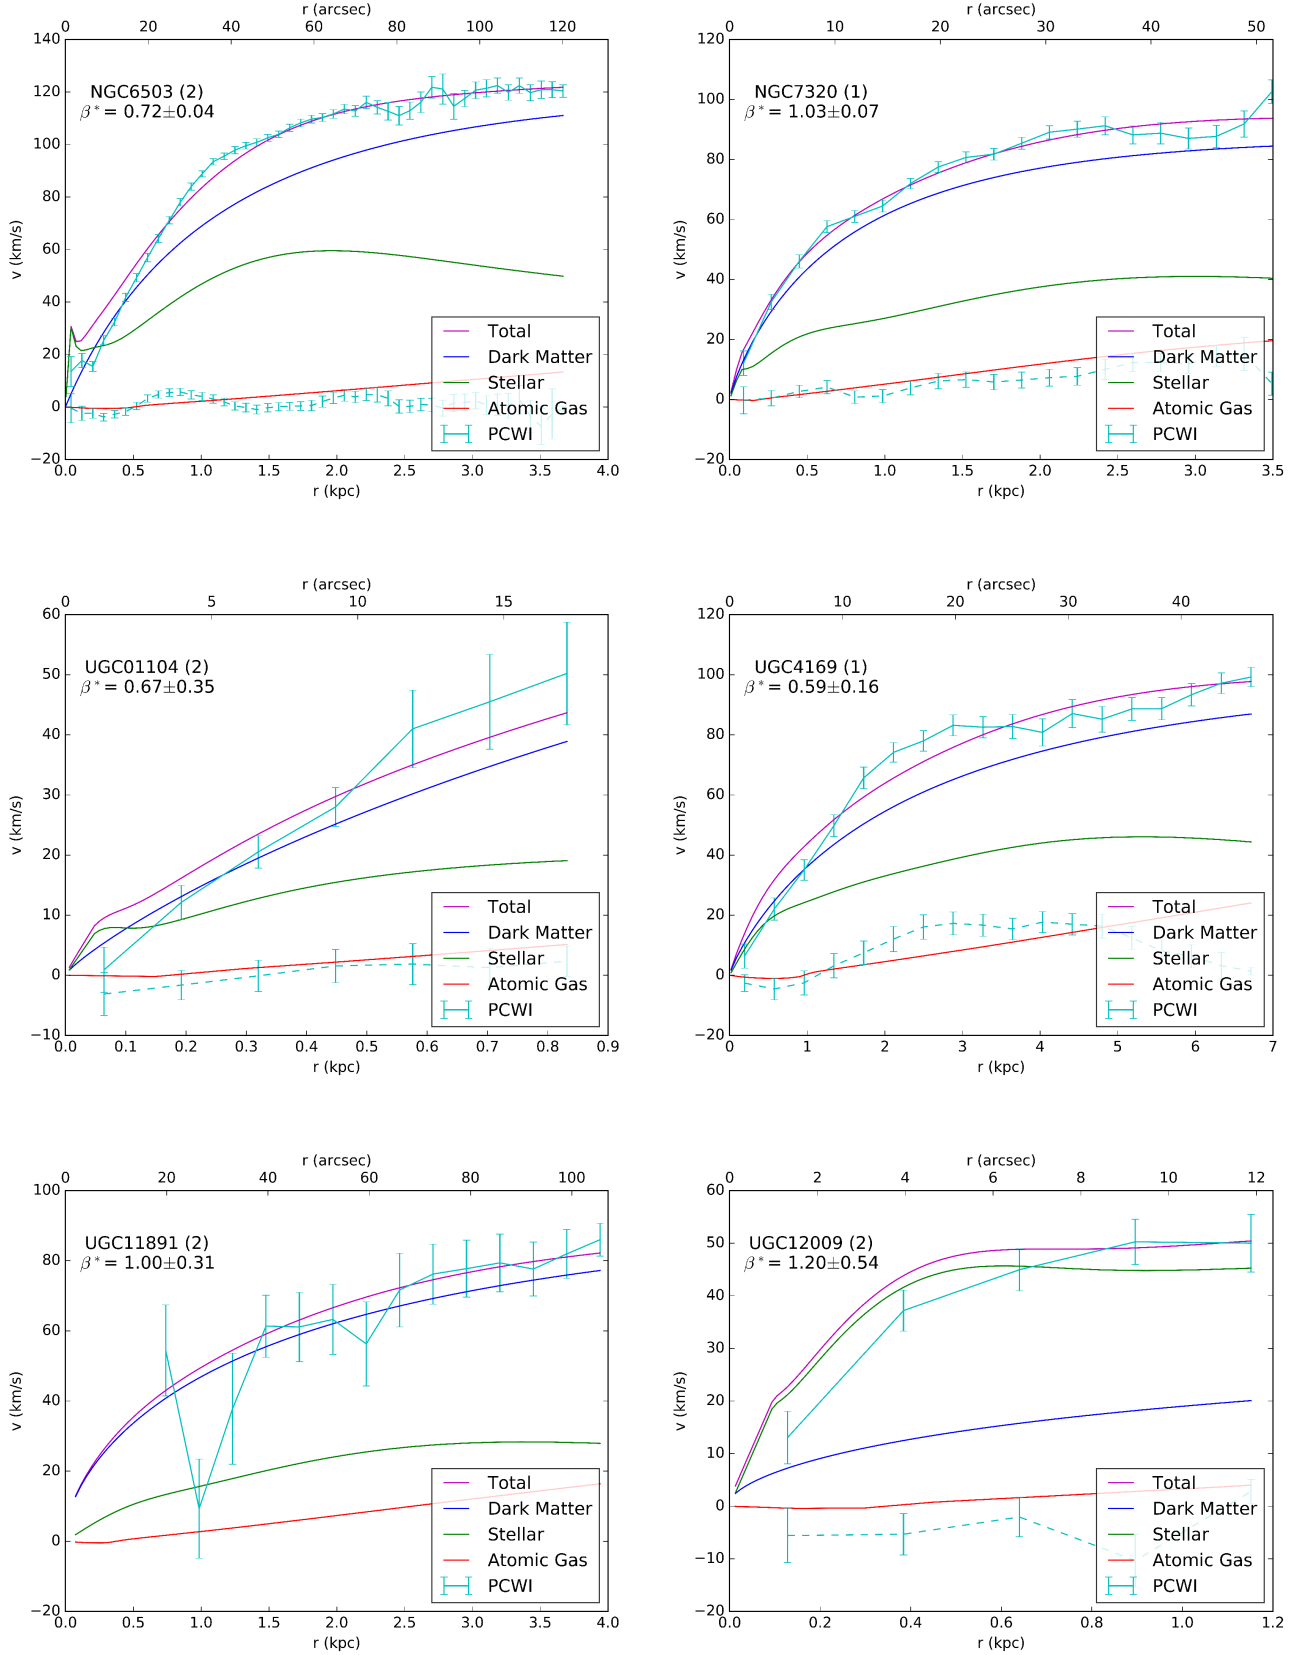 r (arcsec)
0 20 40 60 80 100 120
140
120
100
80
60
40
20
0
−20
v (km/s)
NGC6503 (2)
β*= 0.72±0.04
Total
Dark Matter
Stellar
Atomic Gas
PCWI
0.0 0.5 1.0 1.5 2.0 2.5 3.0 3.5 4.0
r (kpc)
r (arcsec)
0 10 20 30 40 50
120
100
80
60
40
20
0
−20
v (km/s)
NGC7320 (1)
β*= 1.03±0.07
Total
Dark Matter
Stellar
Atomic Gas
PCWI
0.0 0.5 1.0 1.5 2.0 2.5 3.0 3.5
r (kpc)
r (arcsec)
0 5 10 15
60
50
40
30
20
10
0
−10
v (km/s)
UGC01104 (2)
β*= 0.67±0.35
Total
Dark Matter
Stellar
Atomic Gas
PCWI
0.0 0.1 0.2 0.3 0.4 0.5 0.6 0.7 0.8 0.9
r (kpc)
r (arcsec)
0 10 20 30 40
120
100
80
60
40
20
0
−20
v (km/s)
UGC4169 (1)
β*= 0.59±0.16
Total
Dark Matter
Stellar
Atomic Gas
PCWI
0 1 2 3 4 5 6 7
r (kpc)
r (arcsec)
0 20 40 60 80 100
100
80
60
40
20
0
−20
v (km/s)
UGC11891 (2)
β*= 1.00±0.31
Total
Dark Matter
Stellar
Atomic Gas
PCWI
0.0 0.5 1.0 1.5 2.0 2.5 3.0 3.5 4.0
r (kpc)
r (arcsec)
0 2 4 6 8 10 12
60
50
40
30
20
10
0
−10
−20
v (km/s)
UGC12009 (2)
β*= 1.20±0.54
Total
Dark Matter
Stellar
Atomic Gas
PCWI
0.0 0.2 0.4 0.6 0.8 1.0 1.2
r (kpc)